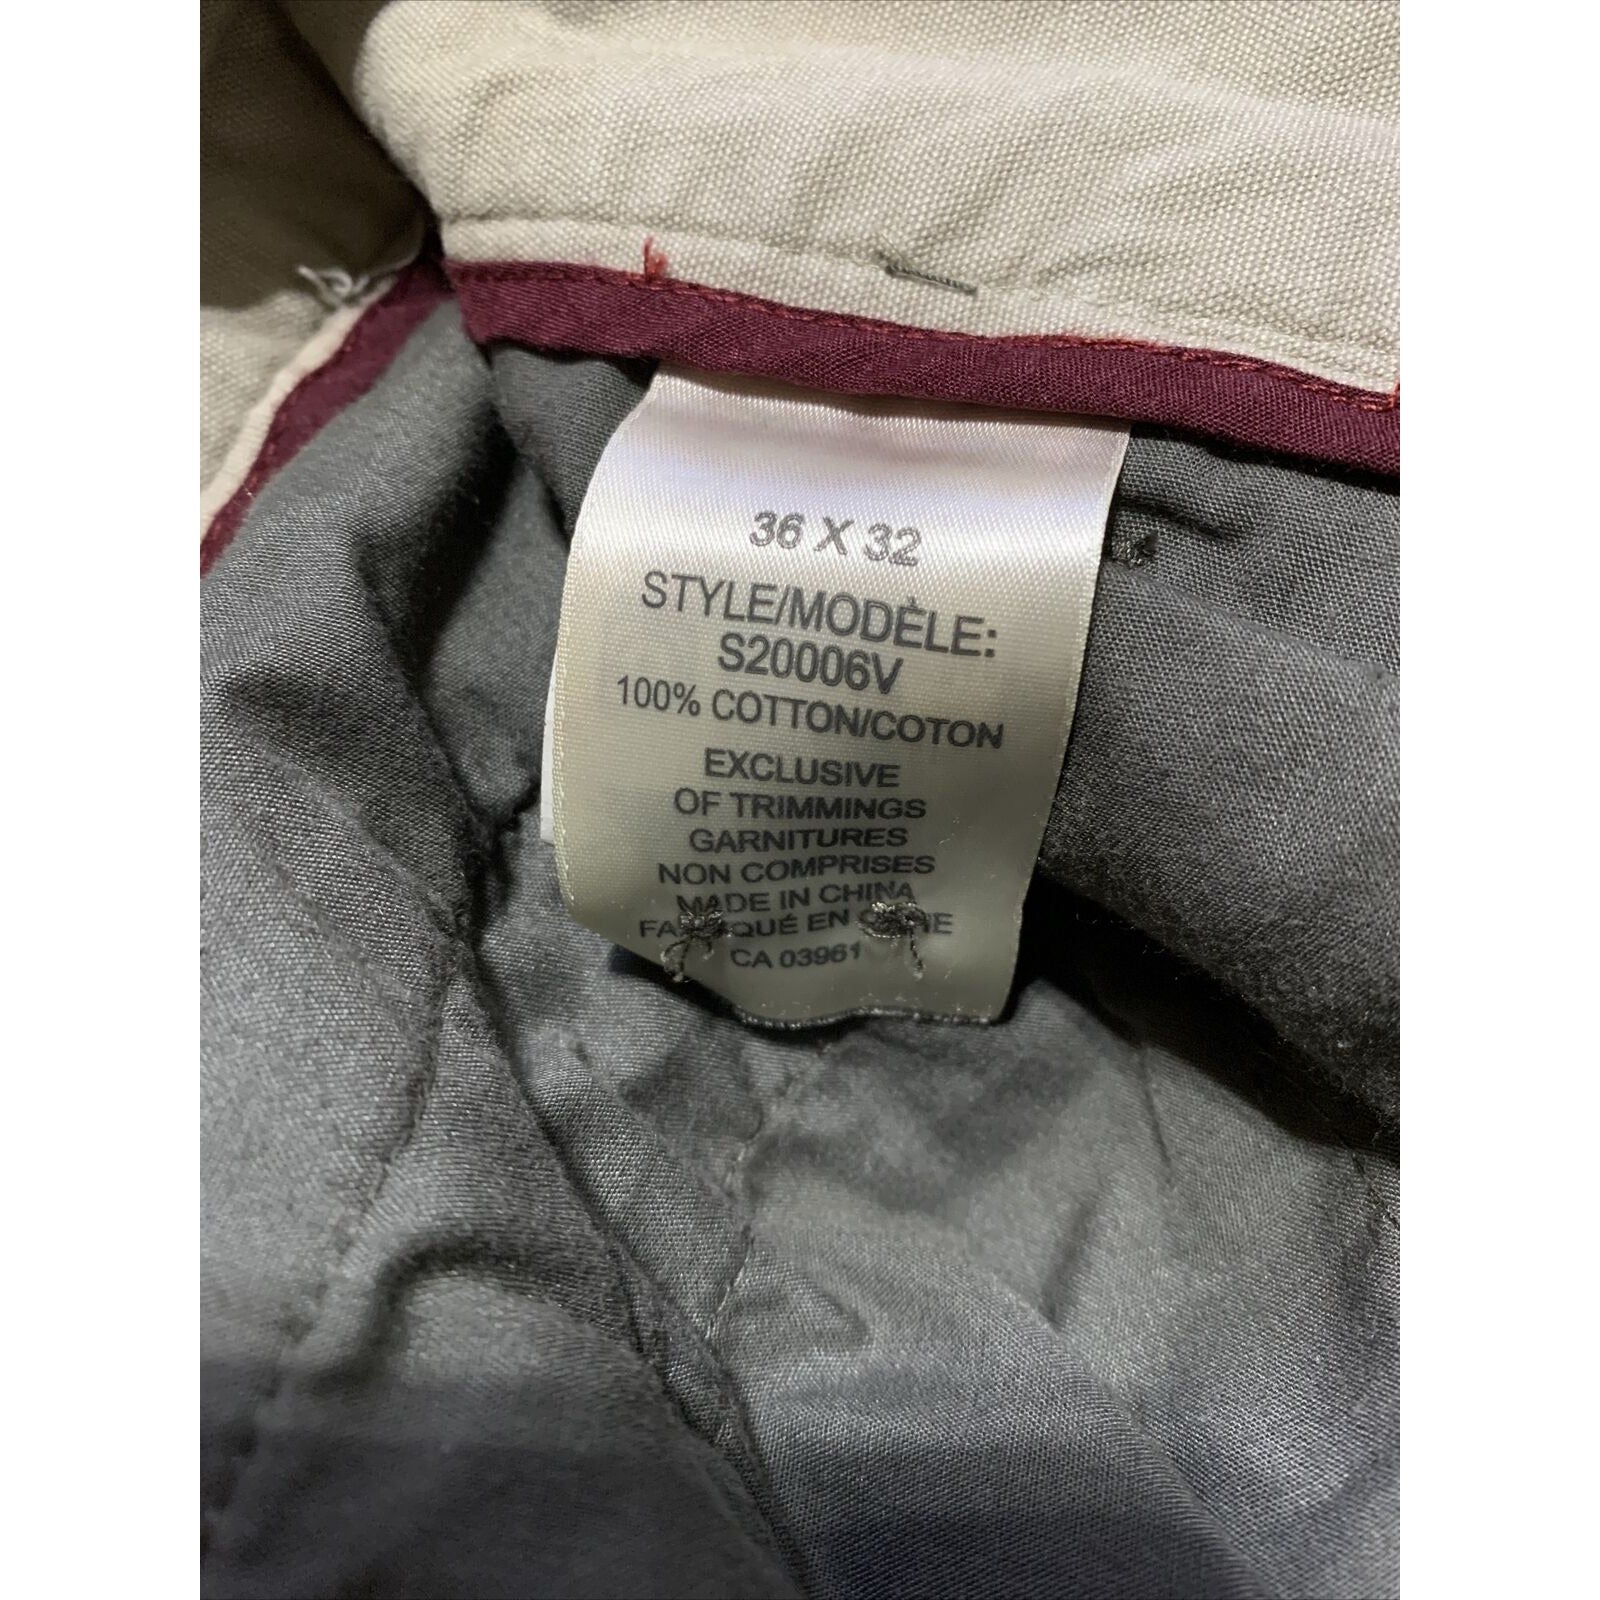 36 X 32
STYLE/MODÈLE:
S20006V
100% COTTON/COTON
EXCLUSIVE
OF TRIMMINGS
GARNITURES
NON COMPRISES
MADE IN CHINA
EN
CA 03961